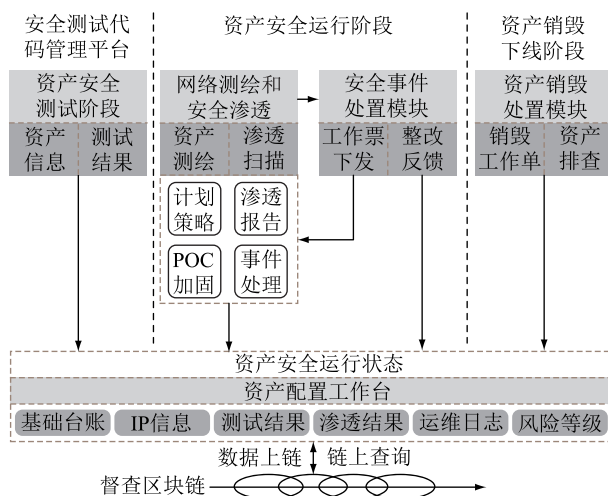 安全测试代
码管理平台
资产安全运行阶段
资产销毁
下线阶段
资产安全
测试阶段
网络测绘和
安全渗透
安全事件
处置模块
资产销毁
处置模块
资产
信息
测试
结果
资产
测绘
渗透
扫描
工作票
下发
整改
反馈
销毁
工作单
资产
排查
计划
策略
渗透
报告
POC
加固
事件
处理
资产安全运行状态
资产配置工作台
基础台账
IP信息
测试结果
渗透结果
运维日志
风险等级
数据上链
链上查询
督查区块链